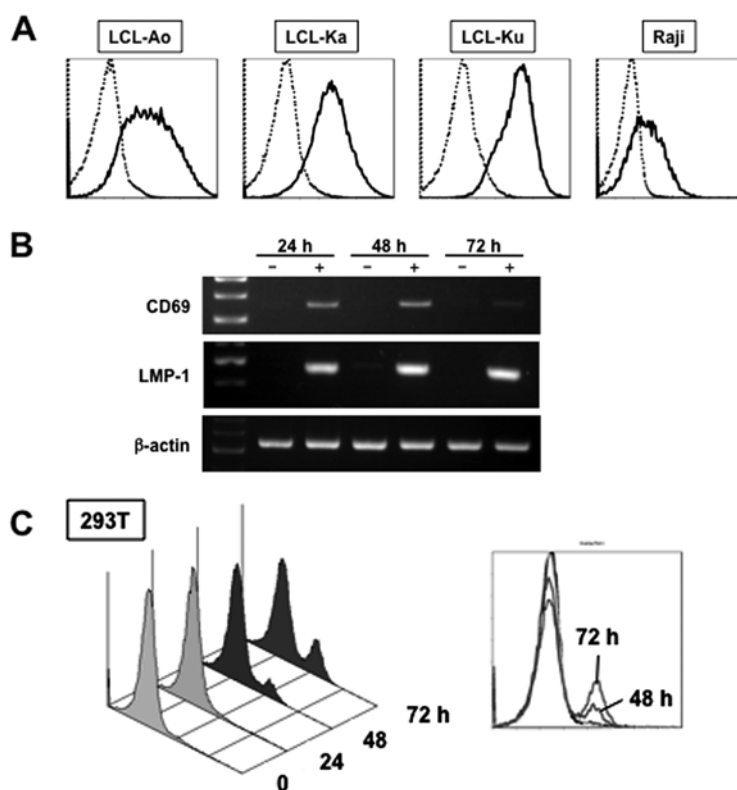 A
LCL-Ao
LCL-Ka
LCL-Ku
Raji
B
24 h 48 h 72 h
− + − + − +
CD69
LMP-1
β-actin
C
293T
72 h
48
24
0
72 h
48 h